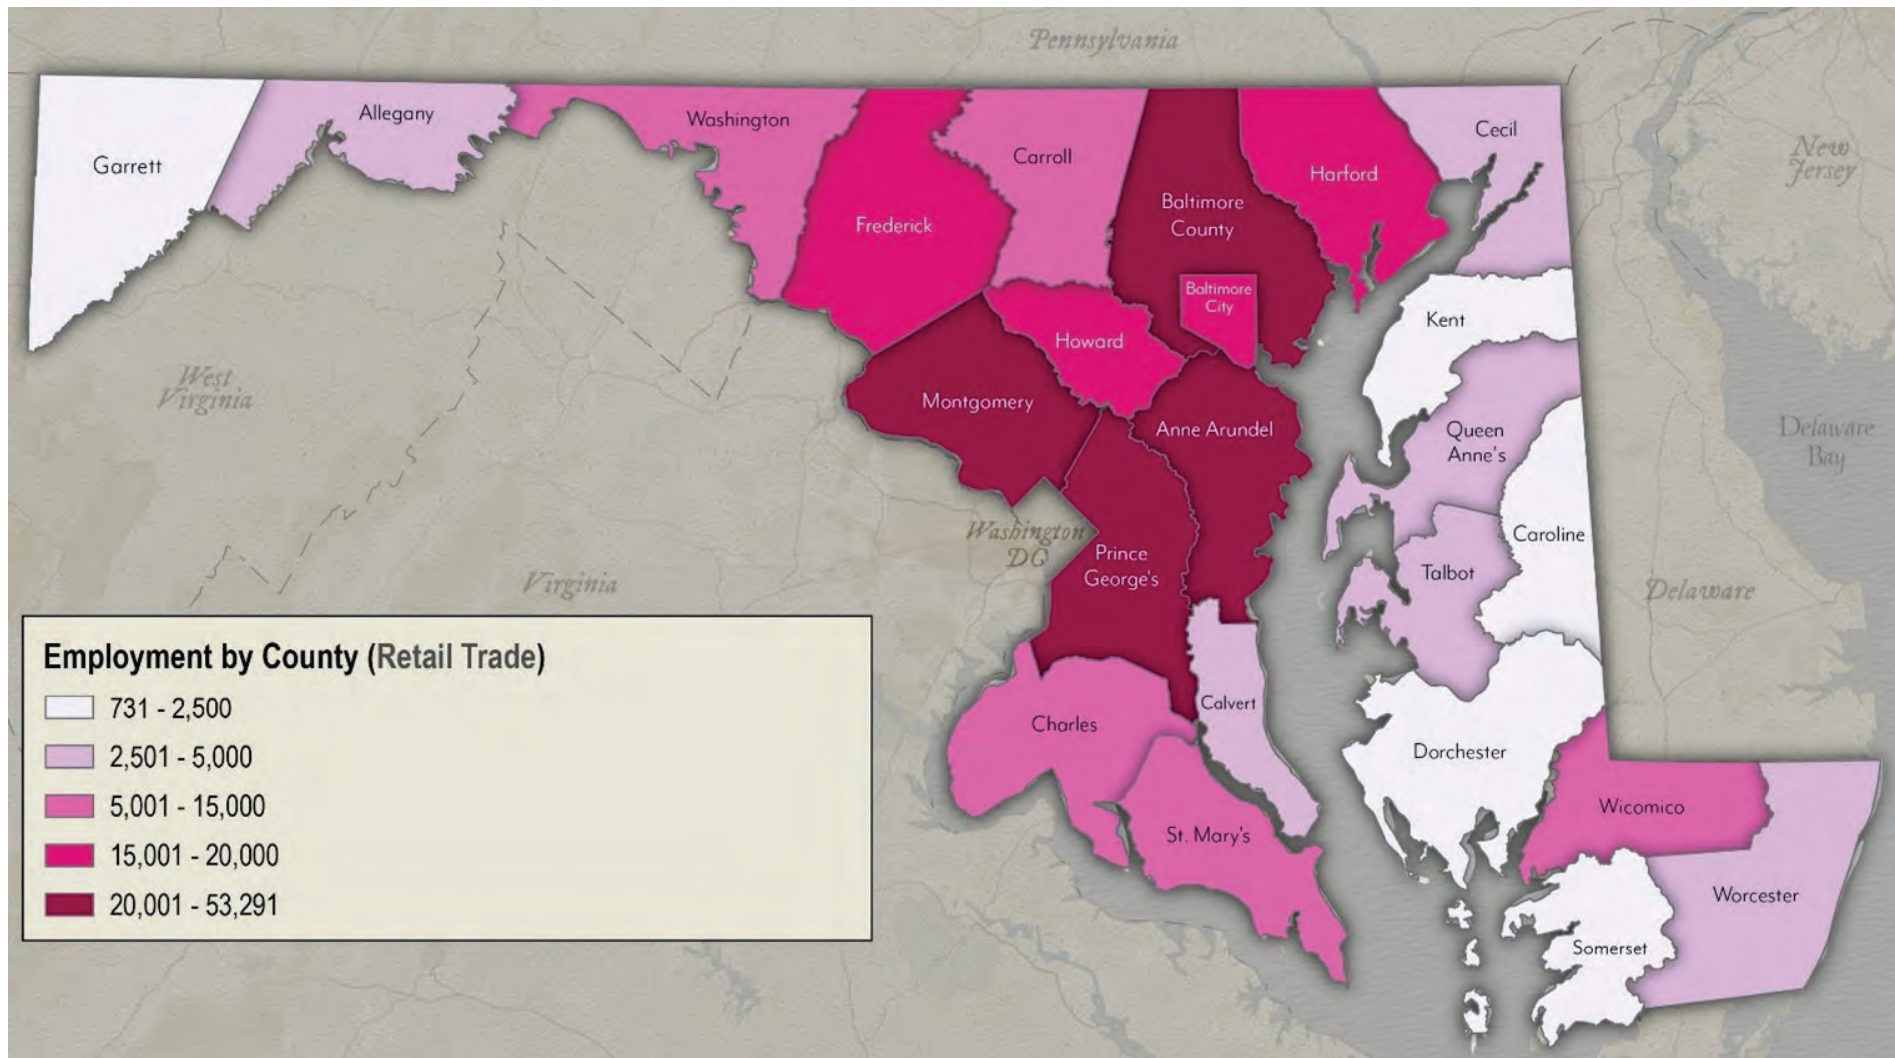 Pennsylvania
Allegany
Washington
Cecil
Garrett
Carroll
Harford
New
Jersey
Baltimore
County
Frederick
Baltimore
City
Kent
Howard
West
Virginia
Montgomery
Anne Arundel
Queen
Anne's
Delaware
Bay
Washington
DC
Caroline
Prince
George's
Talbot
Virginia
Delaware
Employment by County (Retail Trade)
731 - 2,500
2,501 - 5,000
5,001 - 15,000
15,001 - 20,000
20,001 - 53,291
Calvert
Charles
Dorchester
Wicomico
St. Mary's
Worcester
Somerset